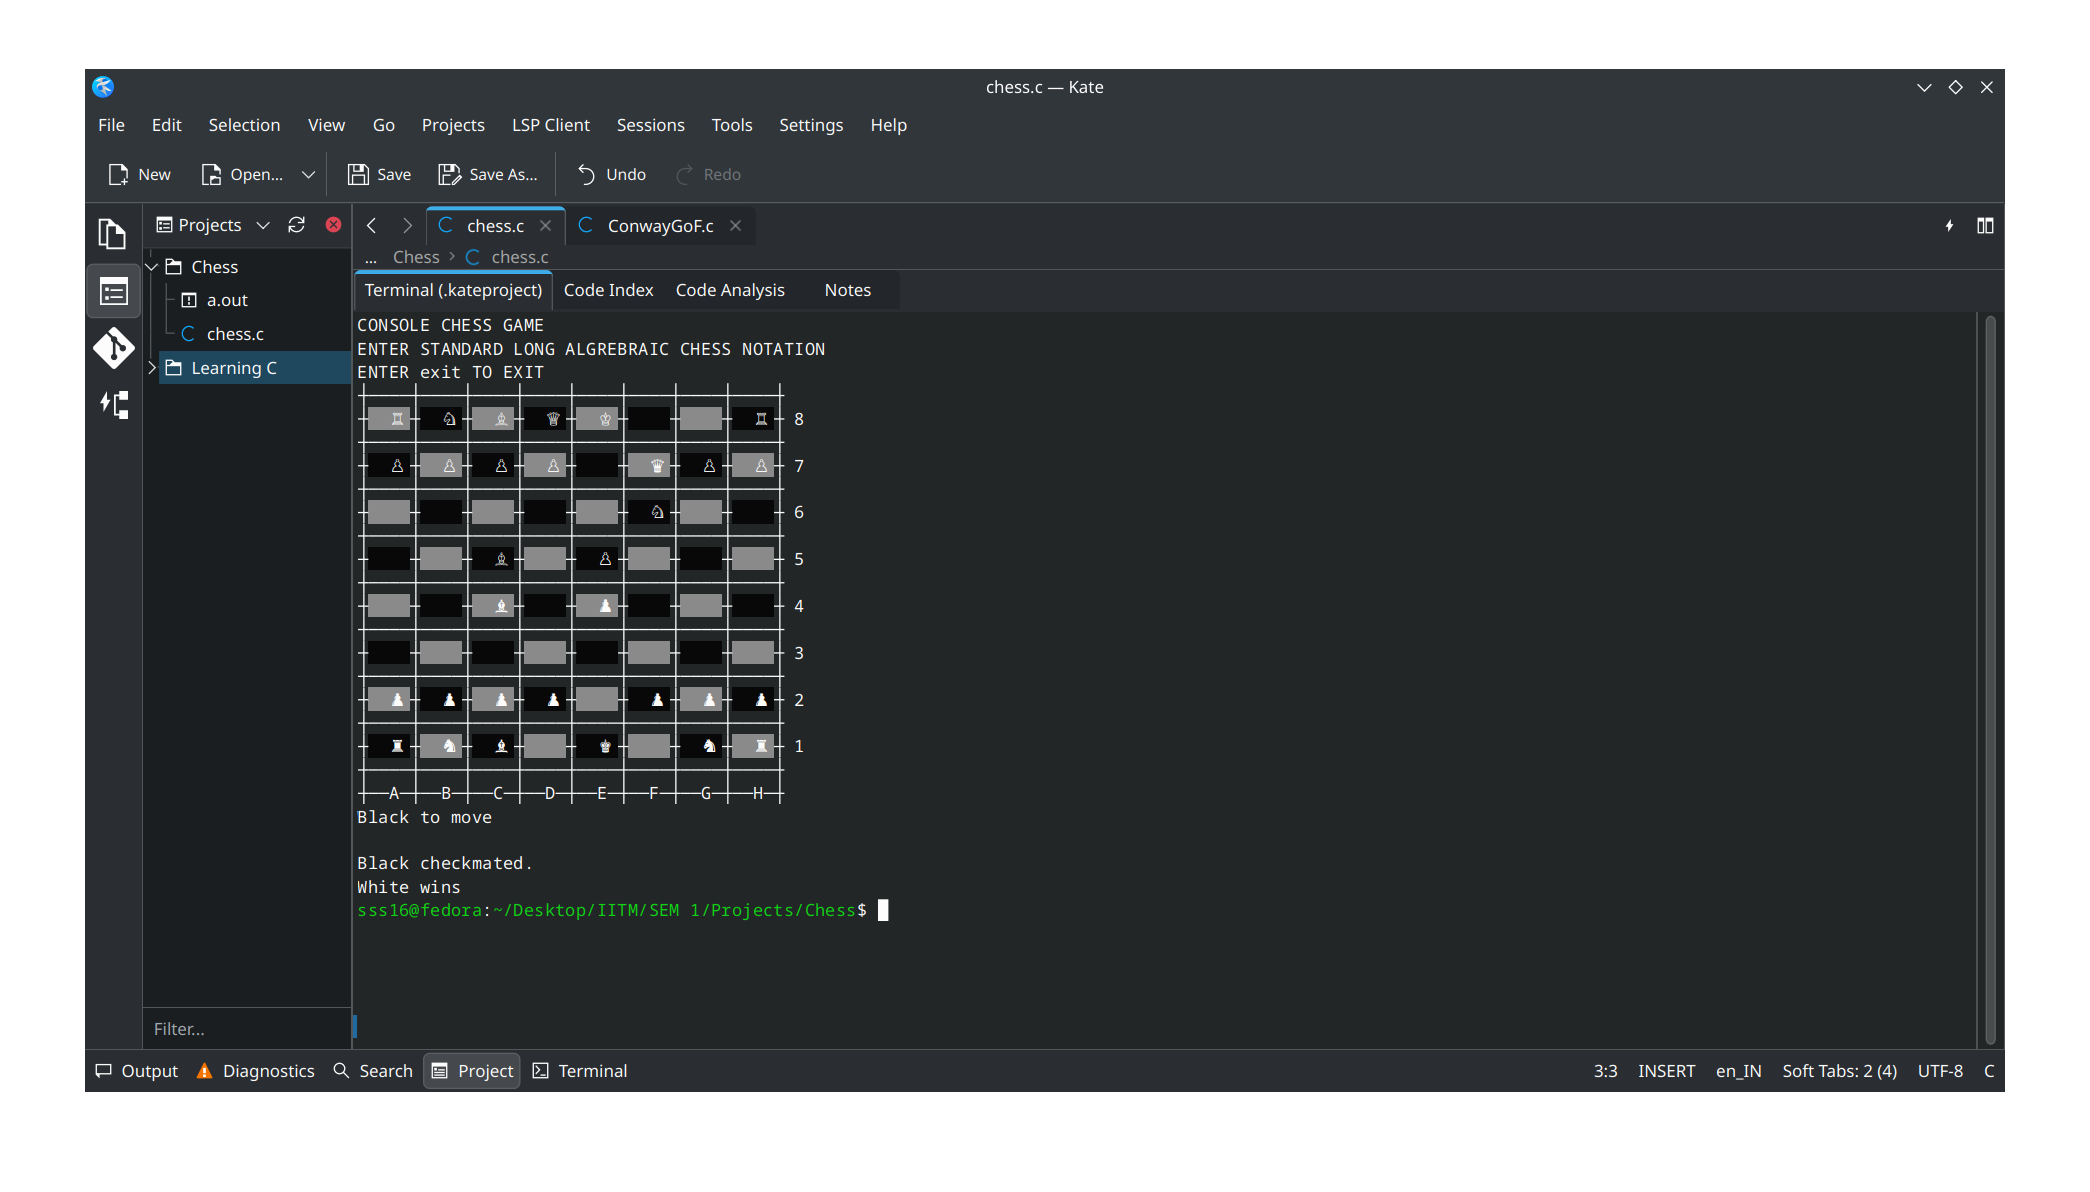 chess.c — Kate
File Edit Selection View Go Projects LSP Client Sessions Tools Settings Help
New Open... Save Save As... Undo Redo
Projects chess.c ConwayGoF.c
... Chess > chess.c
Chess
a.out
chess.c
Learning C
Filter...
Terminal (.kateproject) Code Index Code Analysis Notes
CONSOLE CHESS GAME
ENTER STANDARD LONG ALGREBRAIC CHESS NOTATION
ENTER exit TO EXIT
♖ ♘ ♗ ♕ ♔ ♖ 8
♙ ♙ ♙ ♙ ♛ ♙ ♙ 7
♘ 6
♗ ♙ 5
♝ ♟ 4
3
♟ ♟ ♟ ♟ ♟ ♟ ♟ 2
♜ ♞ ♝ ♚ ♞ ♜ 1
A B C D E F G H
Black to move
Black checkmated.
White wins
sss16@fedora:~/Desktop/IITM/SEM 1/Projects/Chess$
Output Diagnostics Search Project Terminal 3:3 INSERT en_IN Soft Tabs: 2 (4) UTF-8 C